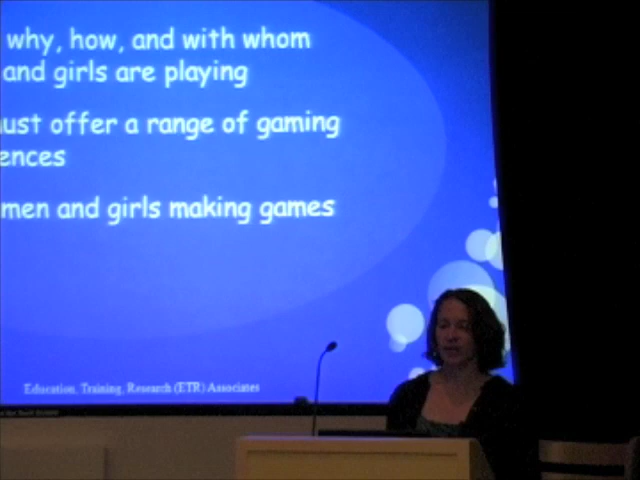 why, how, and with whom
and girls are playing
ust offer a range of gaming
ences
men and girls making games
Education, Training, Research (ETR) Associates